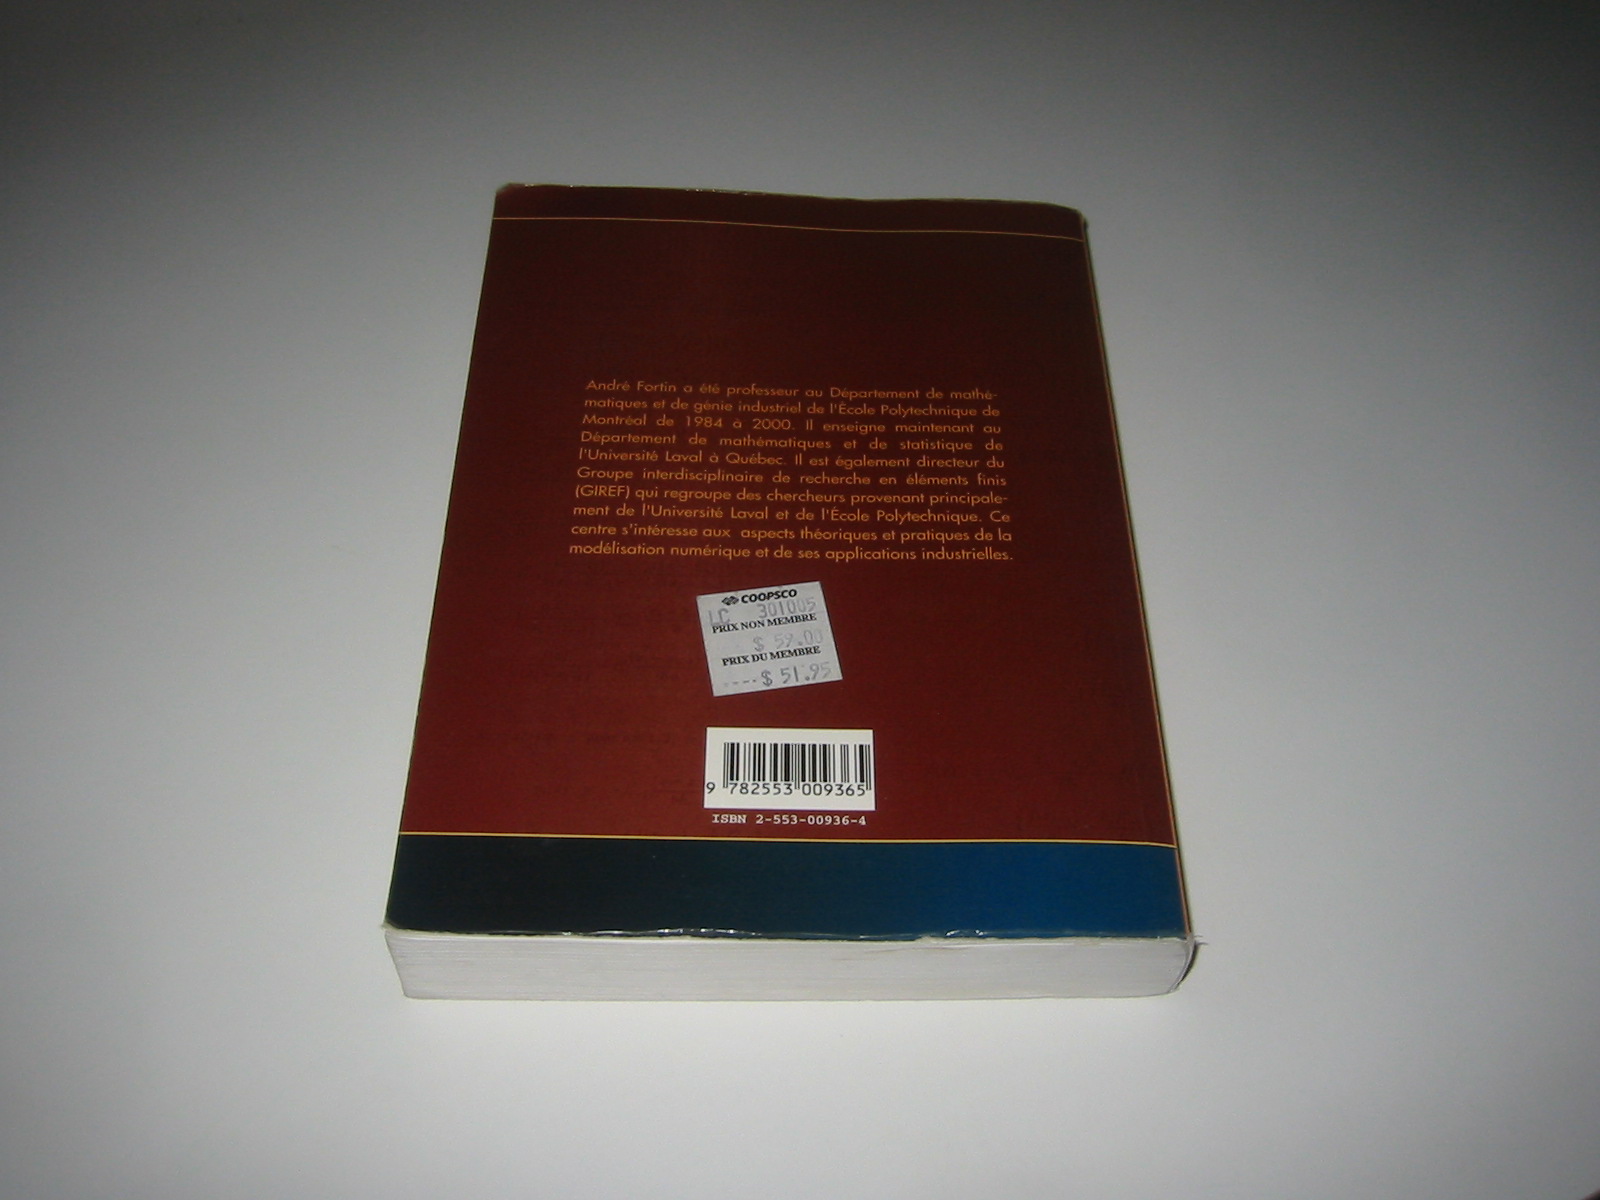 André Fortin a été professeur au Département de mathé-
matiques et de génie industriel de l'École Polytechnique de
Montréal de 1984 à 2000. Il enseigne maintenant au
Département de mathématiques et de statistique de
l'Université Laval à Québec. Il est également directeur du
Groupe interdisciplinaire de recherche en éléments finis
(GIREF) qui regroupe des chercheurs provenant principale-
ment de l'Université Laval et de l'École Polytechnique. Ce
centre s'intéresse aux aspects théoriques et pratiques de la
modélisation numérique et de ses applications industrielles.
COOPSCO
LC 301005
PRIX NON MEMBRE
$ 59.00
PRIX DU MEMBRE
----$ 51.95
9 782553 009365
ISBN 2-553-00936-4